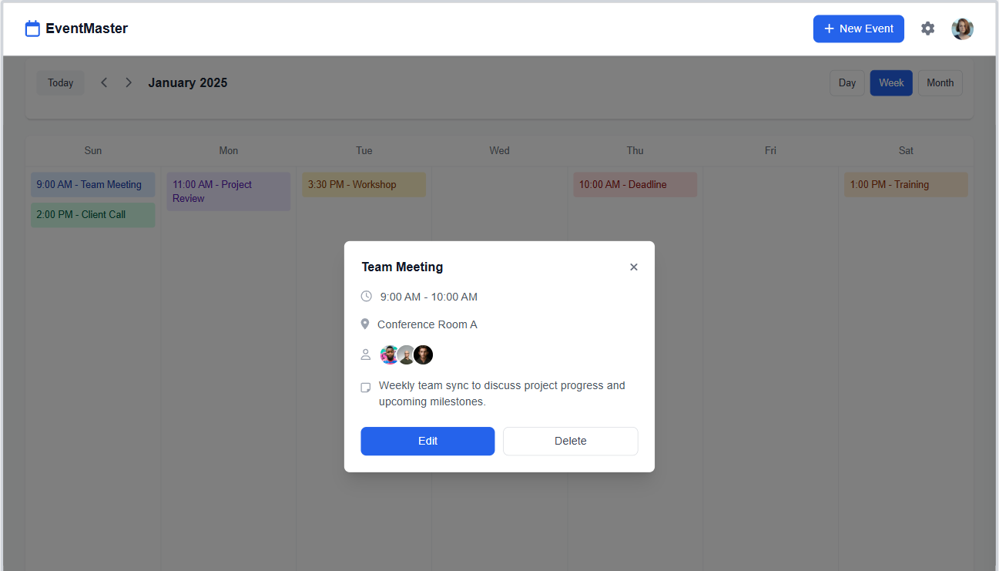 EventMaster
+ New Event
Today
January 2025
Day
Week
Month
Sun
Mon
Tue
Wed
Thu
Fri
Sat
9:00 AM - Team Meeting
2:00 PM - Client Call
11:00 AM - Project
Review
3:30 PM - Workshop
10:00 AM - Deadline
1:00 PM - Training
Team Meeting
9:00 AM - 10:00 AM
Conference Room A
Weekly team sync to discuss project progress and
upcoming milestones.
Edit
Delete